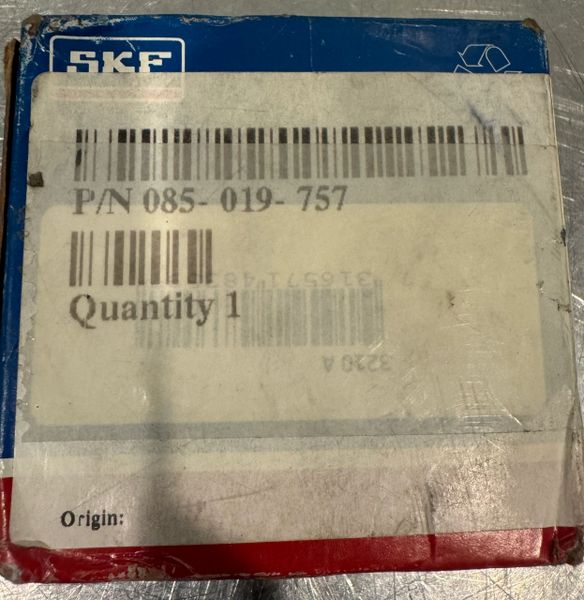 SKF
P/N 085- 019- 757
Quantity 1
3210 A
Origin: